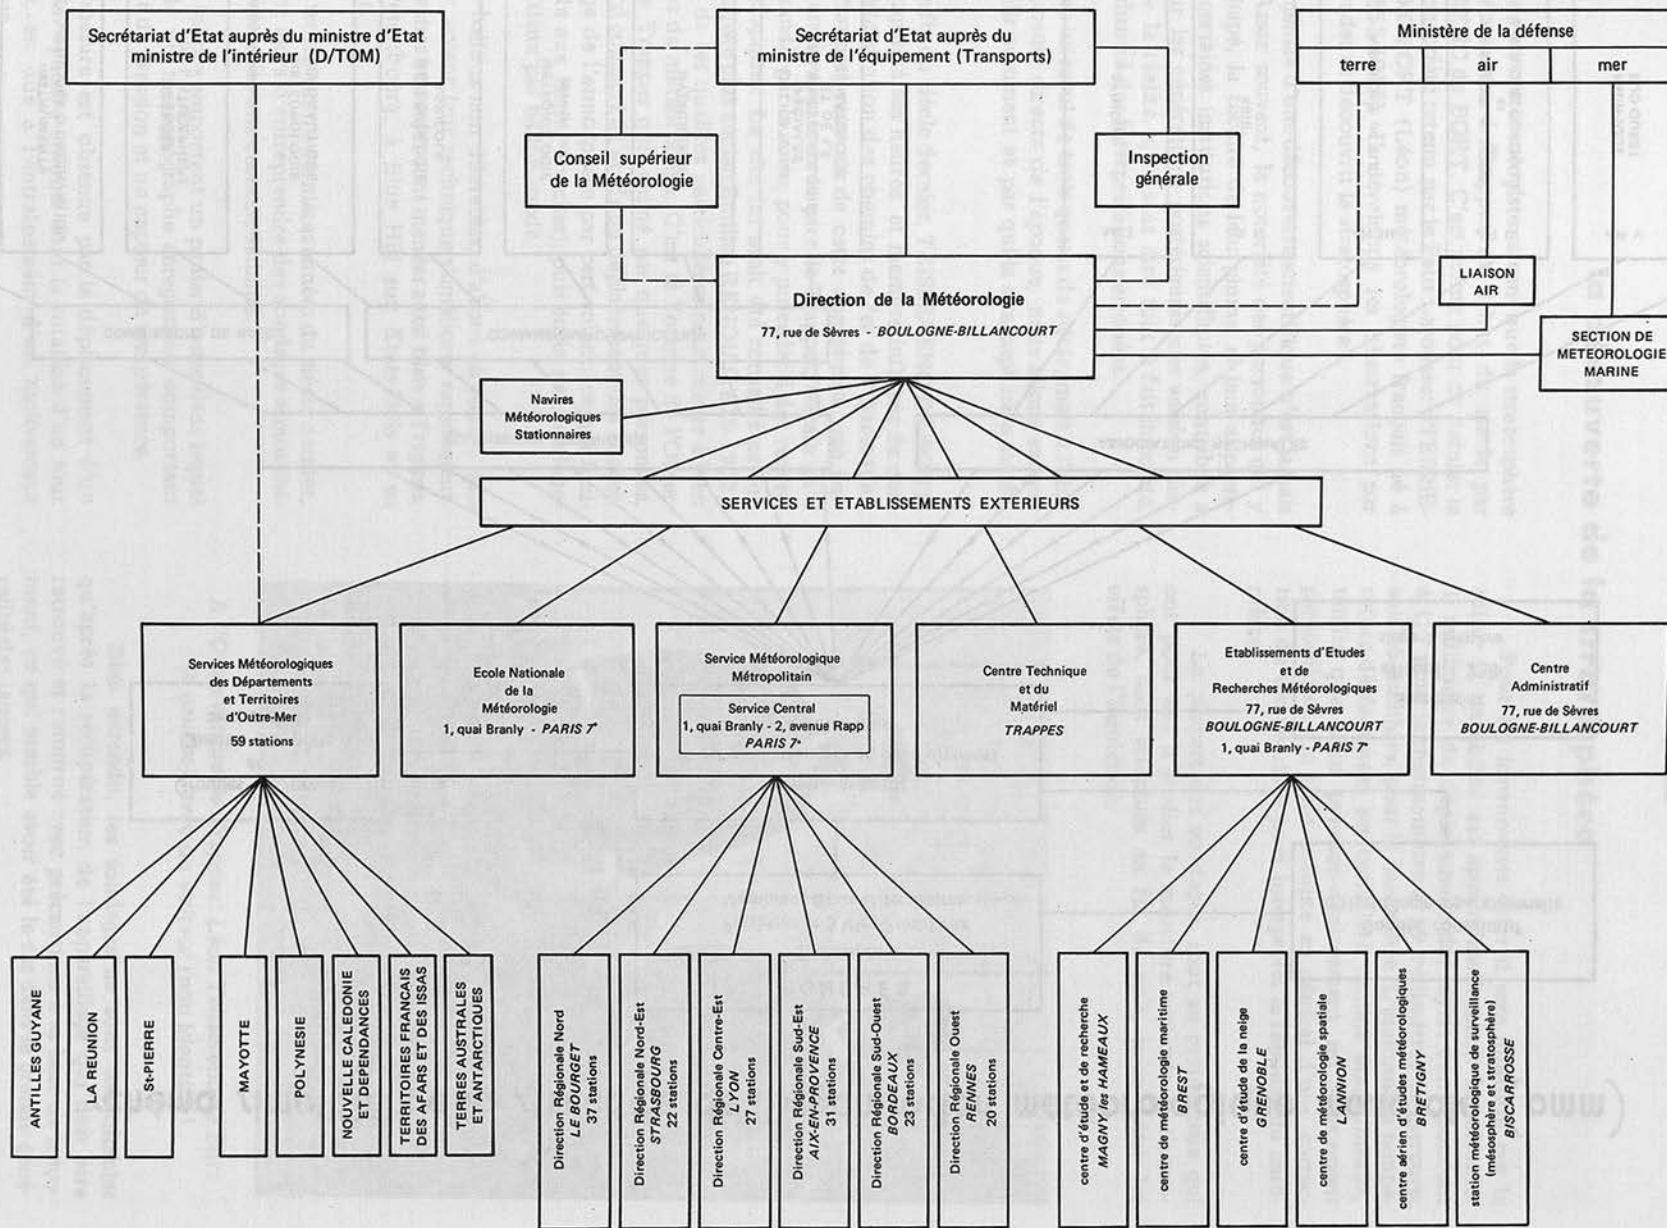 Secrétariat d'Etat auprès du ministre d'Etat
ministre de l'intérieur (D/TOM)
Secrétariat d'Etat auprès du
ministre de l'équipement (Transports)
Ministère de la défense
terre
air
mer
Conseil supérieur
de la Météorologie
Inspection
générale
Direction de la Météorologie
77, rue de Sèvres - BOULOGNE-BILLANCOURT
LIAISON
AIR
SECTION DE
METEOROLOGIE
MARINE
Navires
Météorologiques
Stationnaires
SERVICES ET ETABLISSEMENTS EXTERIEURS
Services Météorologiques
des Départements
et Territoires
d'Outre-Mer
59 stations
Ecole Nationale
de la
Météorologie
1, quai Branly - PARIS 7e
Service Météorologique
Métropolitain
Service Central
1, quai Branly - 2, avenue Rapp
PARIS 7e
Centre Technique
et du
Matériel
TRAPPES
Etablissements d'Etudes
et de
Recherches Météorologiques
77, rue de Sèvres
BOULOGNE-BILLANCOURT
1, quai Branly - PARIS 7e
Centre
Administratif
77, rue de Sèvres
BOULOGNE-BILLANCOURT
ANTILLES GUYANE
LA REUNION
St-PIERRE
MAYOTTE
POLYNESIE
NOUVELLE CALEDONIE
ET DEPENDANCES
TERRITOIRES FRANCAIS
DES AFARS ET DES ISSAS
TERRES AUSTRALES
ET ANTARCTIQUES
Direction Régionale Nord
LE BOURGET
37 stations
Direction Régionale Nord-Est
STRASBOURG
22 stations
Direction Régionale Centre-Est
LYON
27 stations
Direction Régionale Sud-Est
AIX-EN-PROVENCE
31 stations
Direction Régionale Sud-Ouest
BORDEAUX
23 stations
Direction Régionale Ouest
RENNES
20 stations
centre d'étude et de recherche
MAGNY les HAMEAUX
centre de météorologie maritime
BREST
centre d'étude de la neige
GRENOBLE
centre de météorologie spatiale
LANNION
centre aérien d'études météorologiques
BRETIGNY
station météorologique de surveillance
(mésosphère et stratosphère)
BISCARROSSE